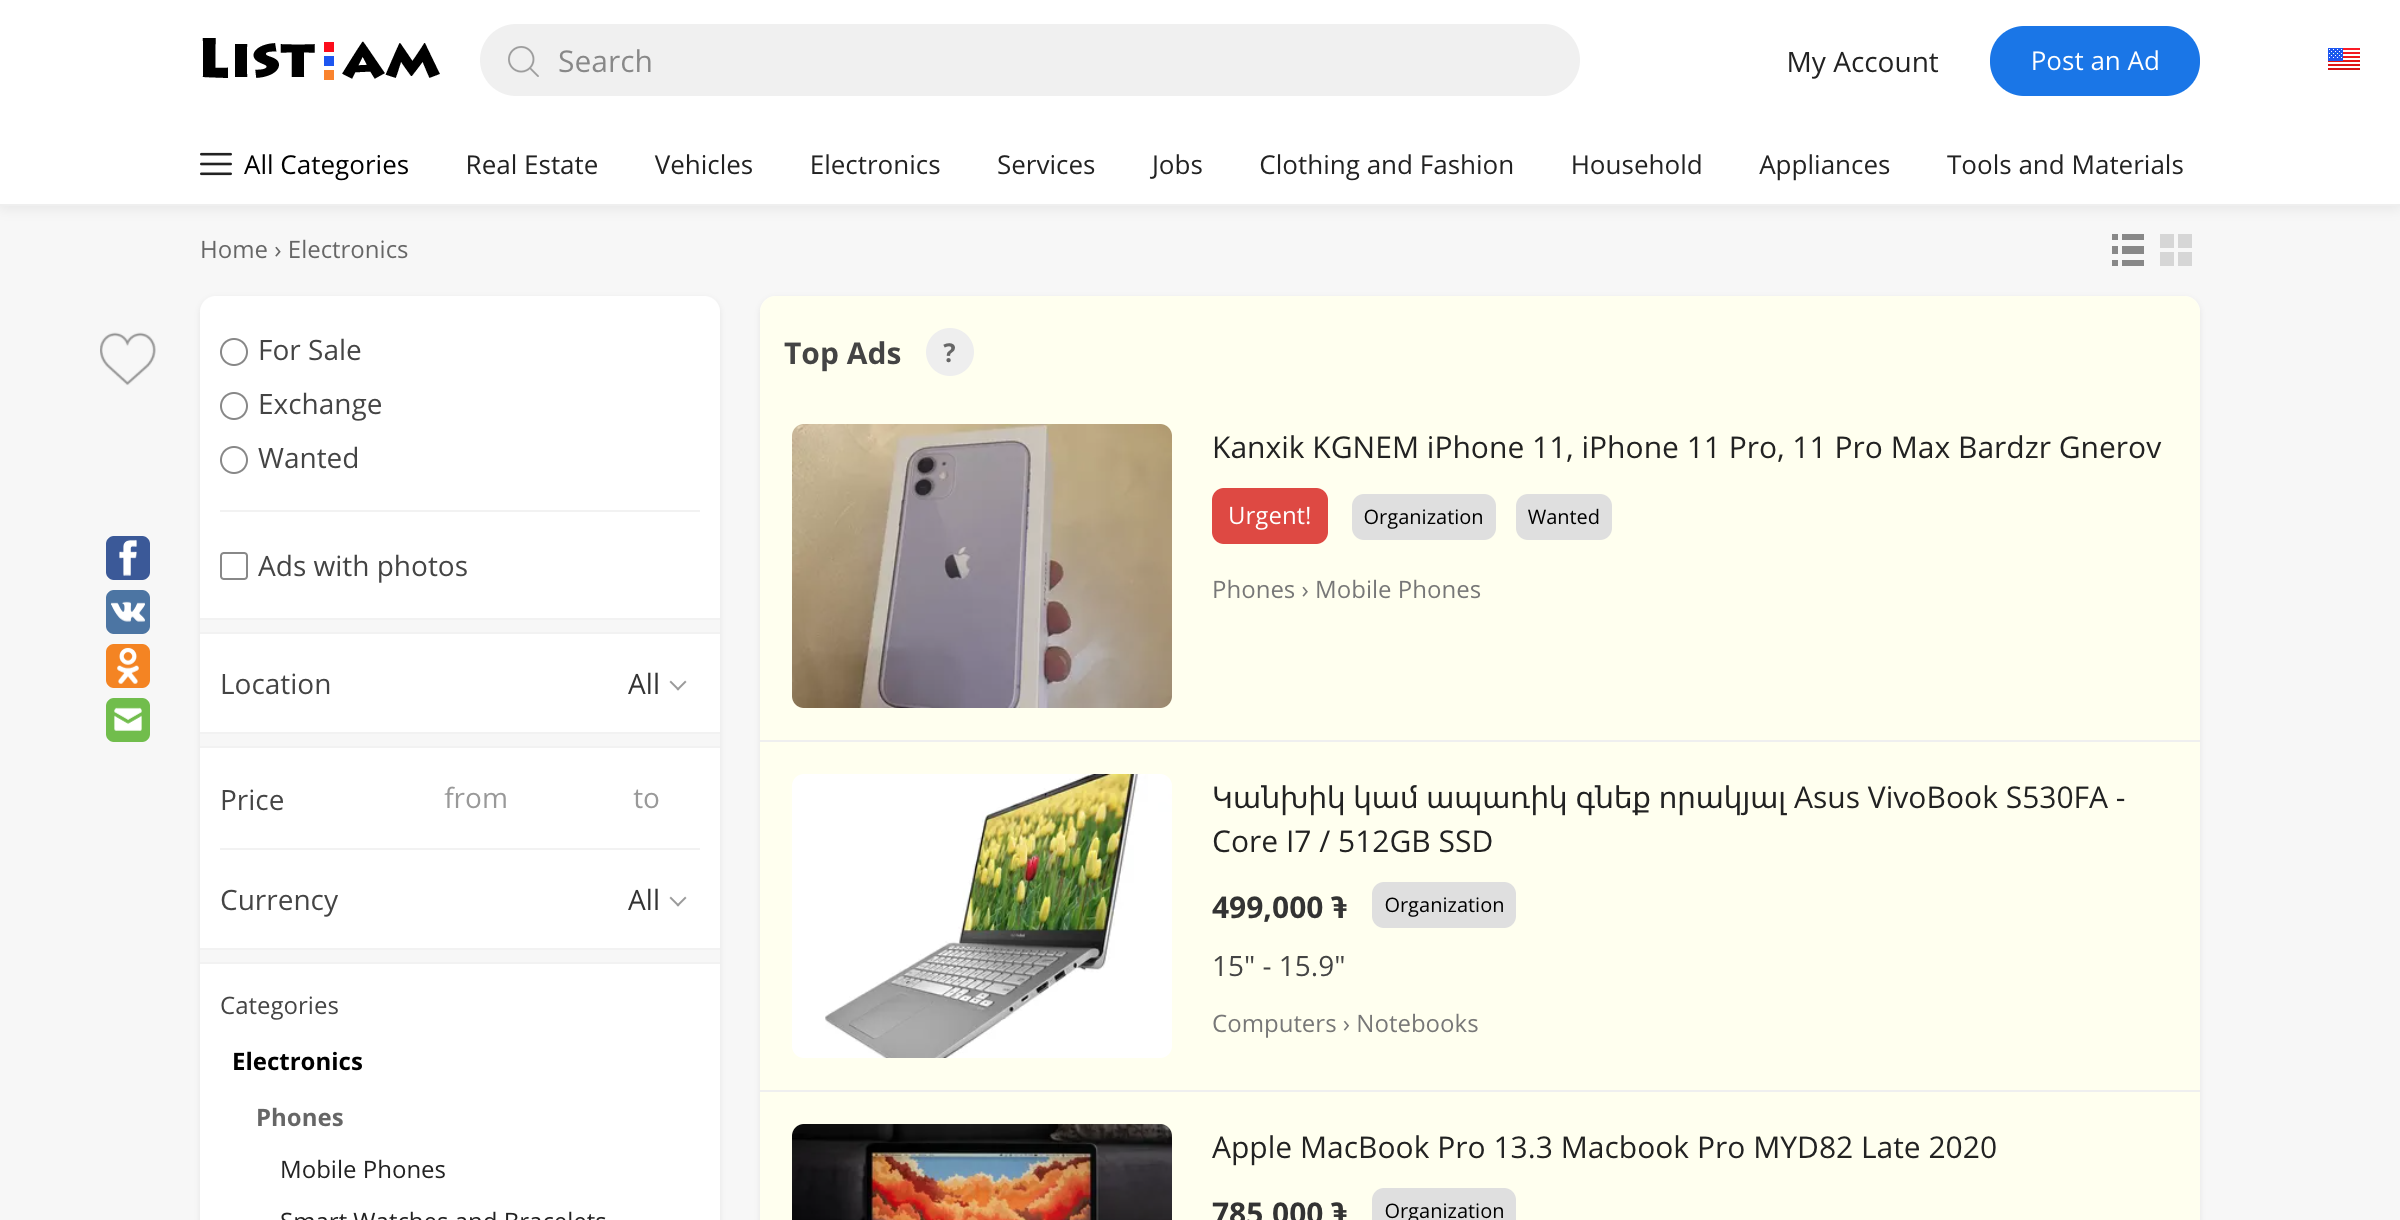 LIST AM
Search
My Account
Post an Ad
All Categories
Real Estate
Vehicles
Electronics
Services
Jobs
Clothing and Fashion
Household
Appliances
Tools and Materials
Home › Electronics
For Sale
Exchange
Wanted
Ads with photos
Location
All
Price
from
to
Currency
All
Categories
Electronics
Phones
Mobile Phones
Smart Watches and Bracelets
Top Ads ?
Kanxik KGNEM iPhone 11, iPhone 11 Pro, 11 Pro Max Bardzr Gnerov
Urgent! Organization Wanted
Phones › Mobile Phones
Կանխիկ կամ ապառիկ գնեք որակյալ Asus VivoBook S530FA -
Core I7 / 512GB SSD
499,000 ֏ Organization
15" - 15.9"
Computers › Notebooks
Apple MacBook Pro 13.3 Macbook Pro MYD82 Late 2020
785,000 ֏ Organization